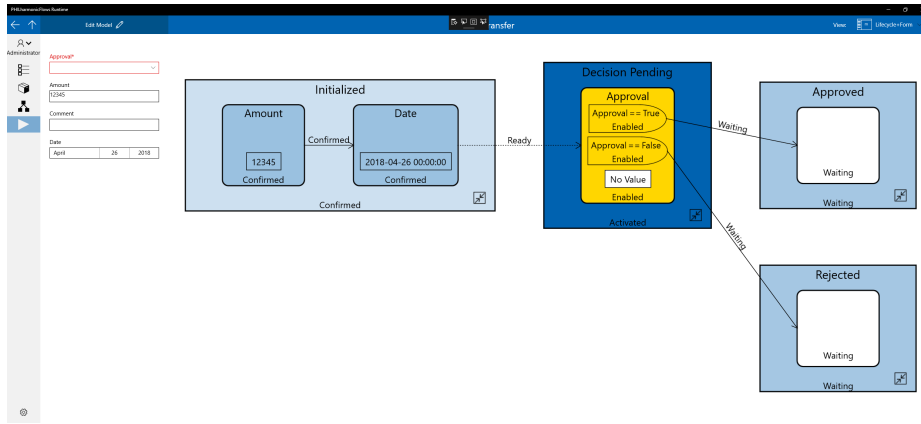 PHILharmonicFlows Runtime
Edit Model
ansfer
View:
Lifecycle+Form
Administrator
Approval*
Amount
12345
Comment
Date
April 26 2018
Initialized
Amount
12345
Confirmed
Confirmed
Date
2018-04-26 00:00:00
Confirmed
Confirmed
Ready
Decision Pending
Approval
Approval == True
Enabled
Approval == False
Enabled
No Value
Enabled
Activated
Waiting
Waiting
Approved
Waiting
Waiting
Rejected
Waiting
Waiting